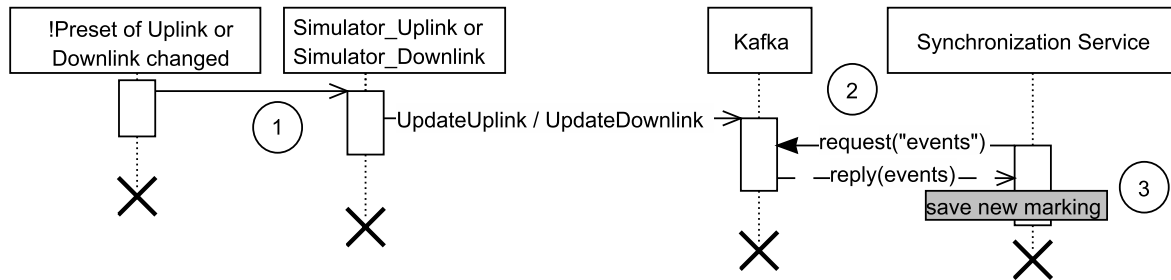 !Preset of Uplink or
Downlink changed
Simulator_Uplink or
Simulator_Downlink
Kafka
Synchronization Service
1
UpdateUplink / UpdateDownlink
2
request("events")
reply(events)
3
save new marking